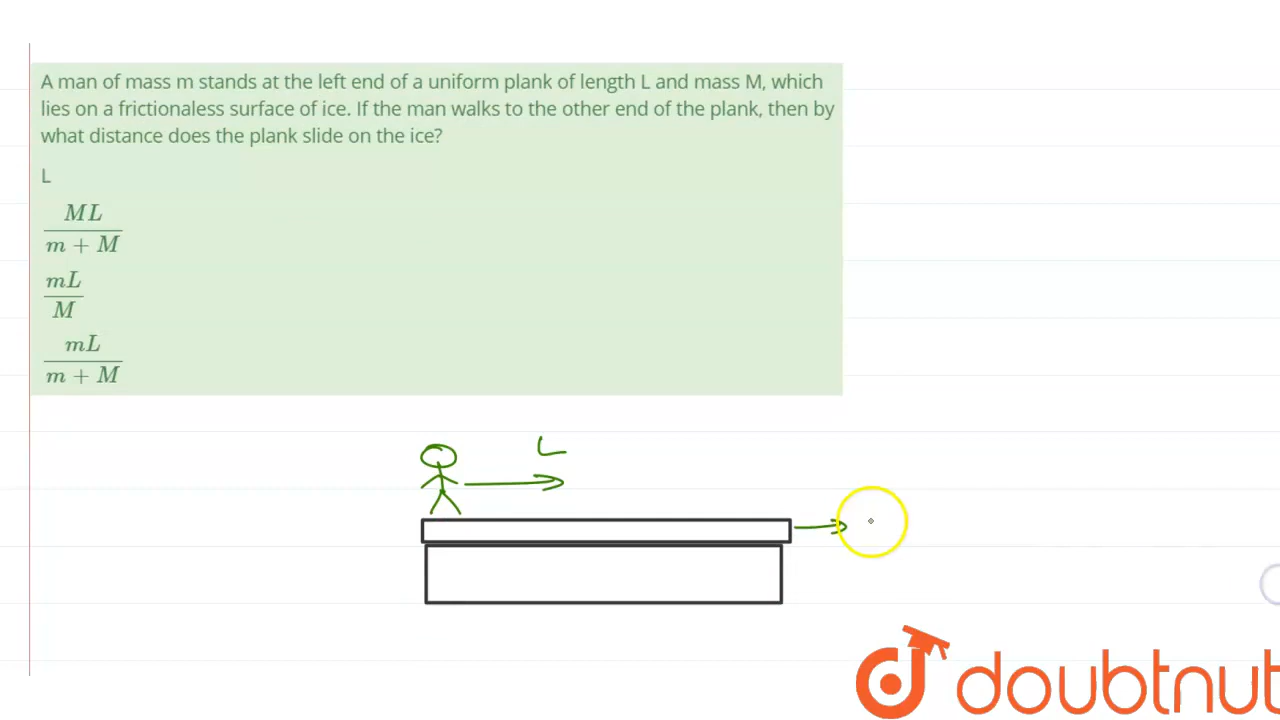 A man of mass m stands at the left end of a uniform plank of length L and mass M, which
lies on a frictionaless surface of ice. If the man walks to the other end of the plank, then by
what distance does the plank slide on the ice?
L
ML
m + M
mL
M
mL
m + M
L
doubtnut